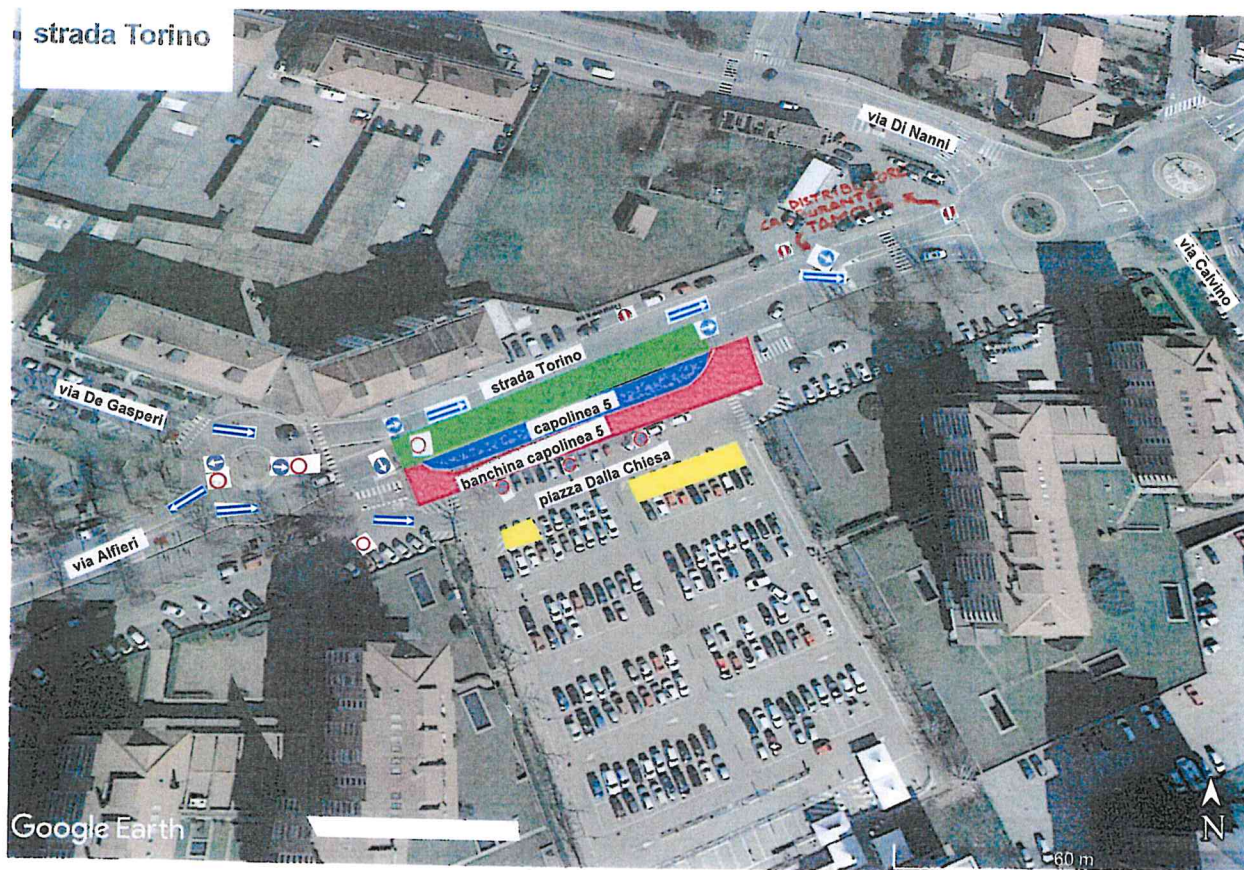 strada Torino
via Di Nanni
DISTRIBUTORE
CARBURANTE
TAMOIL
via Calvino
strada Torino
via De Gasperi
capolinea 5
banchina capolinea 5
piazza Dalla Chiesa
via Alfieri
Google Earth
N
60 m